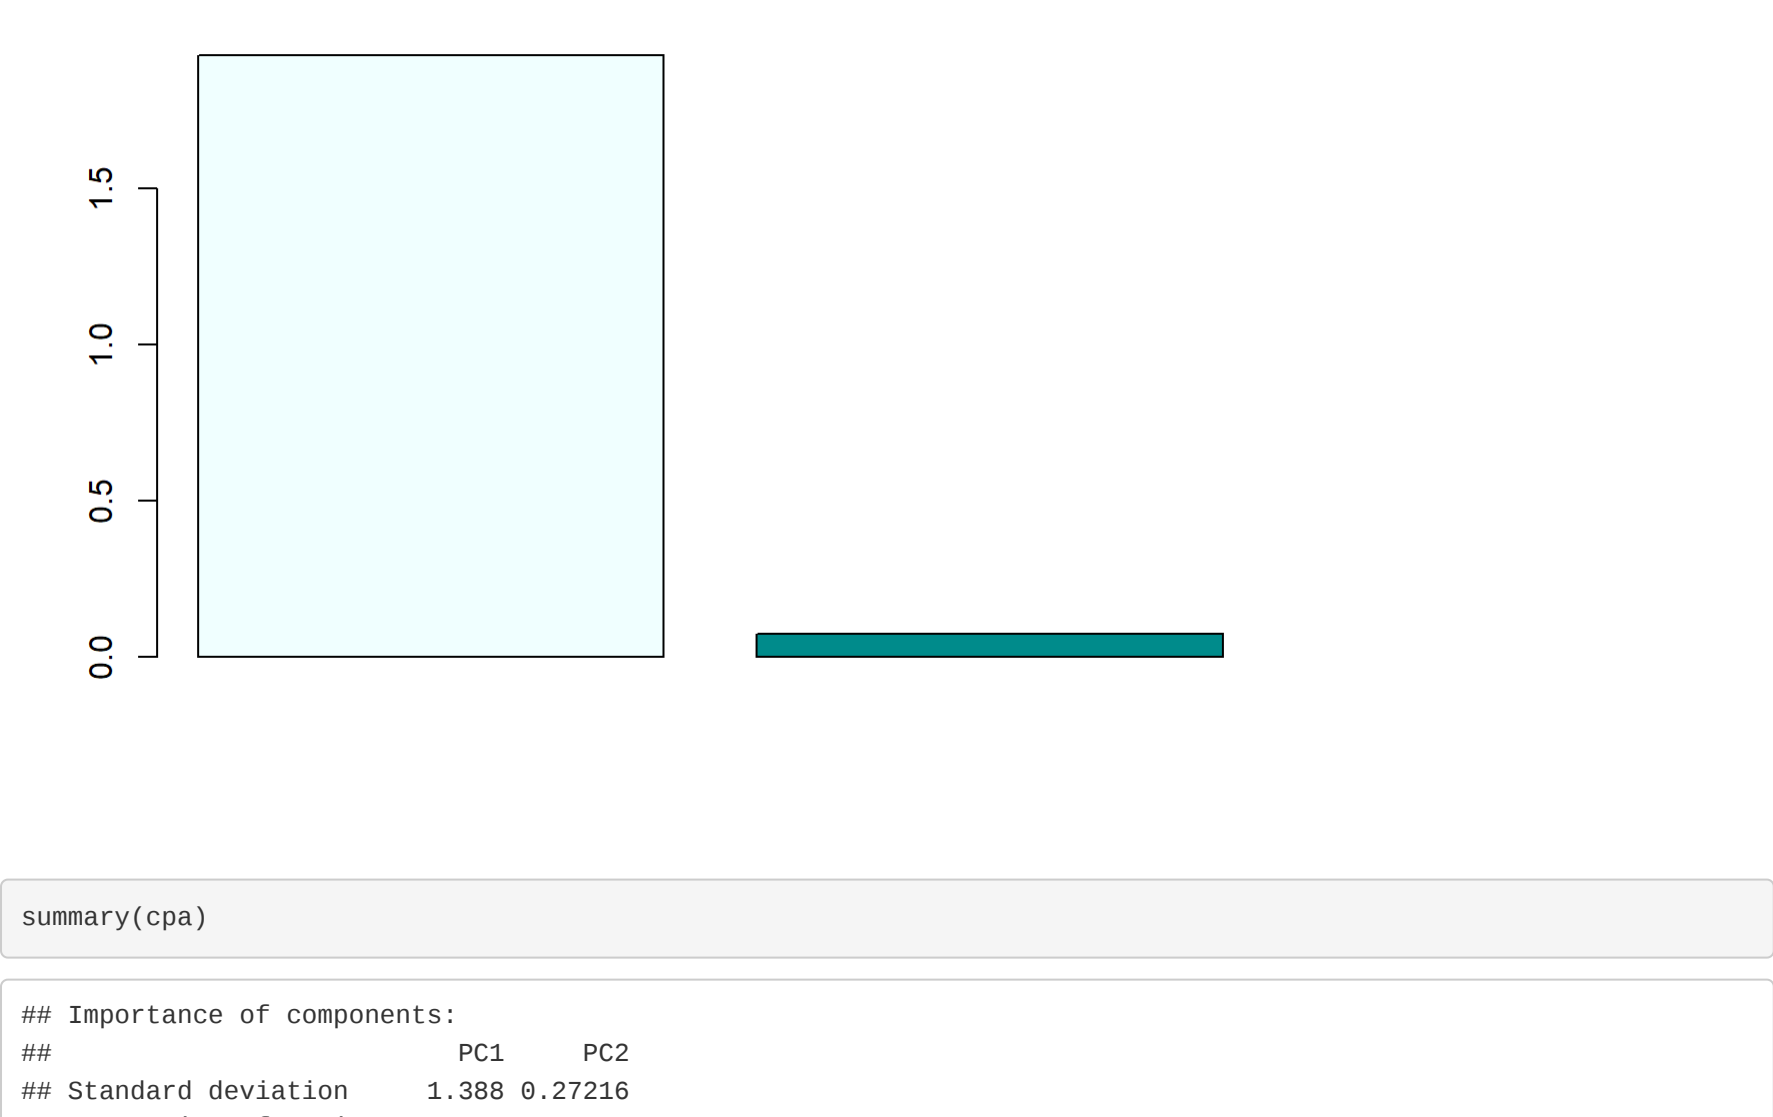 1.5
1.0
0.5
0.0
summary(cpa)
## Importance of components:
##                          PC1     PC2
## Standard deviation     1.388 0.27216